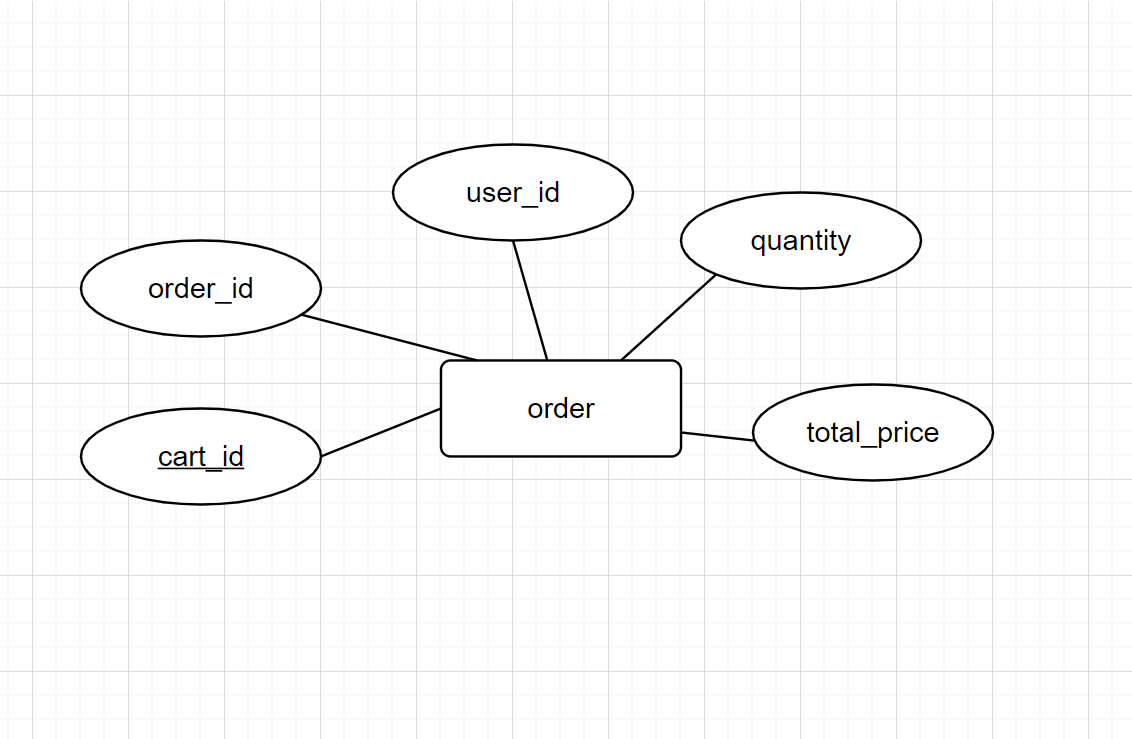 user_id
quantity
order_id
order
total_price
cart_id